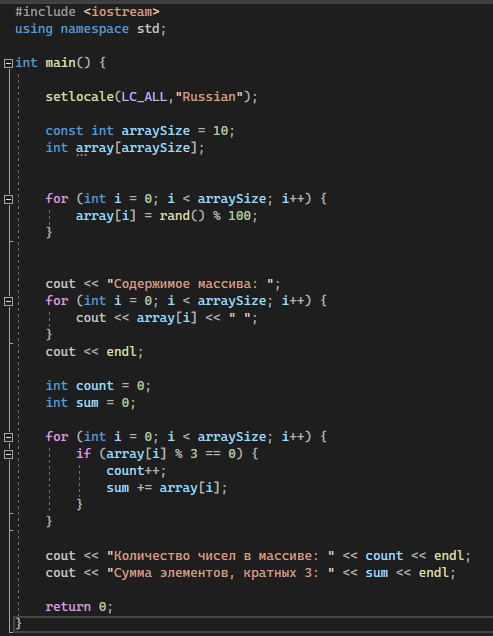 #include <iostream>
using namespace std;
int main() {
setlocale(LC_ALL,"Russian");
const int arraySize = 10;
int array[arraySize];
for (int i = 0; i < arraySize; i++) {
array[i] = rand() % 100;
}
cout << "Содержимое массива: ";
for (int i = 0; i < arraySize; i++) {
cout << array[i] << " ";
}
cout << endl;
int count = 0;
int sum = 0;
for (int i = 0; i < arraySize; i++) {
if (array[i] % 3 == 0) {
count++;
sum += array[i];
}
}
cout << "Количество чисел в массиве: " << count << endl;
cout << "Сумма элементов, кратных 3: " << sum << endl;
return 0;
}